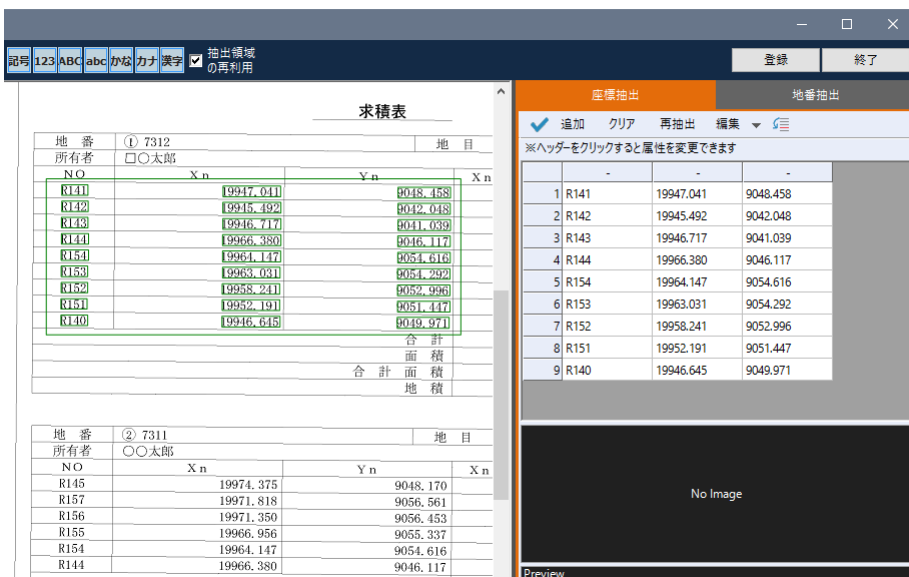 記号 123 ABC abc かな カナ 漢字 抽出領域の再利用 登録 終了
求積表
地番 ① 7312 地目
所有者 口〇太郎
NO Xn Yn Xn
R141 19947.041 9048.458
R142 19945.492 9042.048
R143 19946.717 9041.039
R144 19966.380 9046.117
R154 19964.147 9054.616
R153 19963.031 9054.292
R152 19958.241 9052.996
R151 19952.191 9051.447
R140 19946.645 9049.971
合計
面積
合計面積
地積
地番 ② 7311 地目
所有者 〇〇太郎
NO Xn Yn Xn
R145 19974.375 9048.170
R157 19971.818 9056.561
R156 19971.350 9056.453
R155 19966.956 9055.337
R154 19964.147 9054.616
R144 19966.380 9046.117
座標抽出 地番抽出
追加 クリア 再抽出 編集
※ヘッダーをクリックすると属性を変更できます
- - -
1 R141 19947.041 9048.458
2 R142 19945.492 9042.048
3 R143 19946.717 9041.039
4 R144 19966.380 9046.117
5 R154 19964.147 9054.616
6 R153 19963.031 9054.292
7 R152 19958.241 9052.996
8 R151 19952.191 9051.447
9 R140 19946.645 9049.971
No Image
Preview